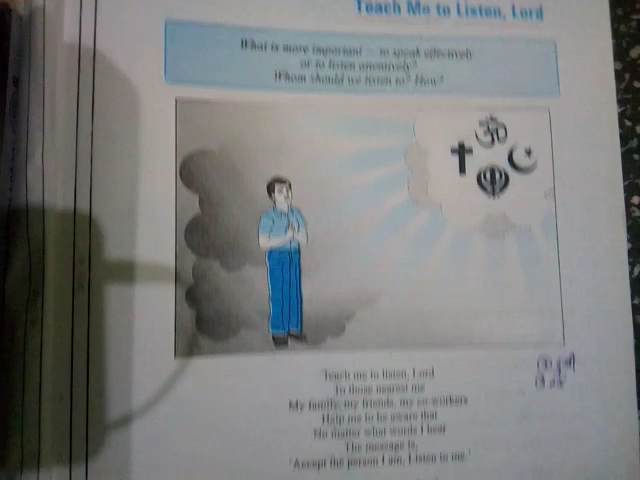 Teach Me to Listen, Lord
What is more important – to speak effectively
or to listen attentively?
Whom should we listen to? How?
ॐ
Teach me to listen, Lord
To those nearest me
My family, my friends, my co-workers
Help me to be aware that
No matter what words I hear
The message is,
'Accept the person I am, Listen to me.'